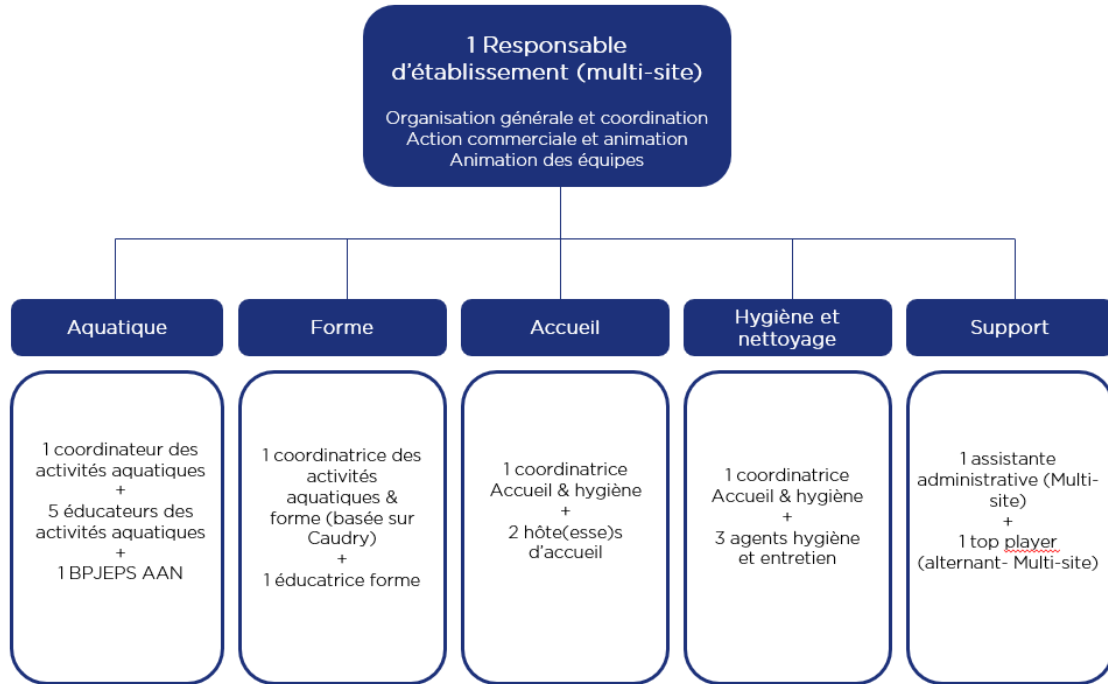 1 Responsable
d'établissement (multi-site)
Organisation générale et coordination
Action commerciale et animation
Animation des équipes
Aquatique
1 coordinateur des
activités aquatiques
+
5 éducateurs des
activités aquatiques
+
1 BPJEPS AAN
Forme
1 coordinatrice des
activités
aquatiques &
forme (basée sur
Caudry)
+
1 éducatrice forme
Accueil
1 coordinatrice
Accueil & hygiène
+
2 hôte(esse)s
d'accueil
Hygiène et
nettoyage
1 coordinatrice
Accueil & hygiène
+
3 agents hygiène
et entretien
Support
1 assistante
administrative (Multi-
site)
+
1 top player
(alternant- Multi-site)